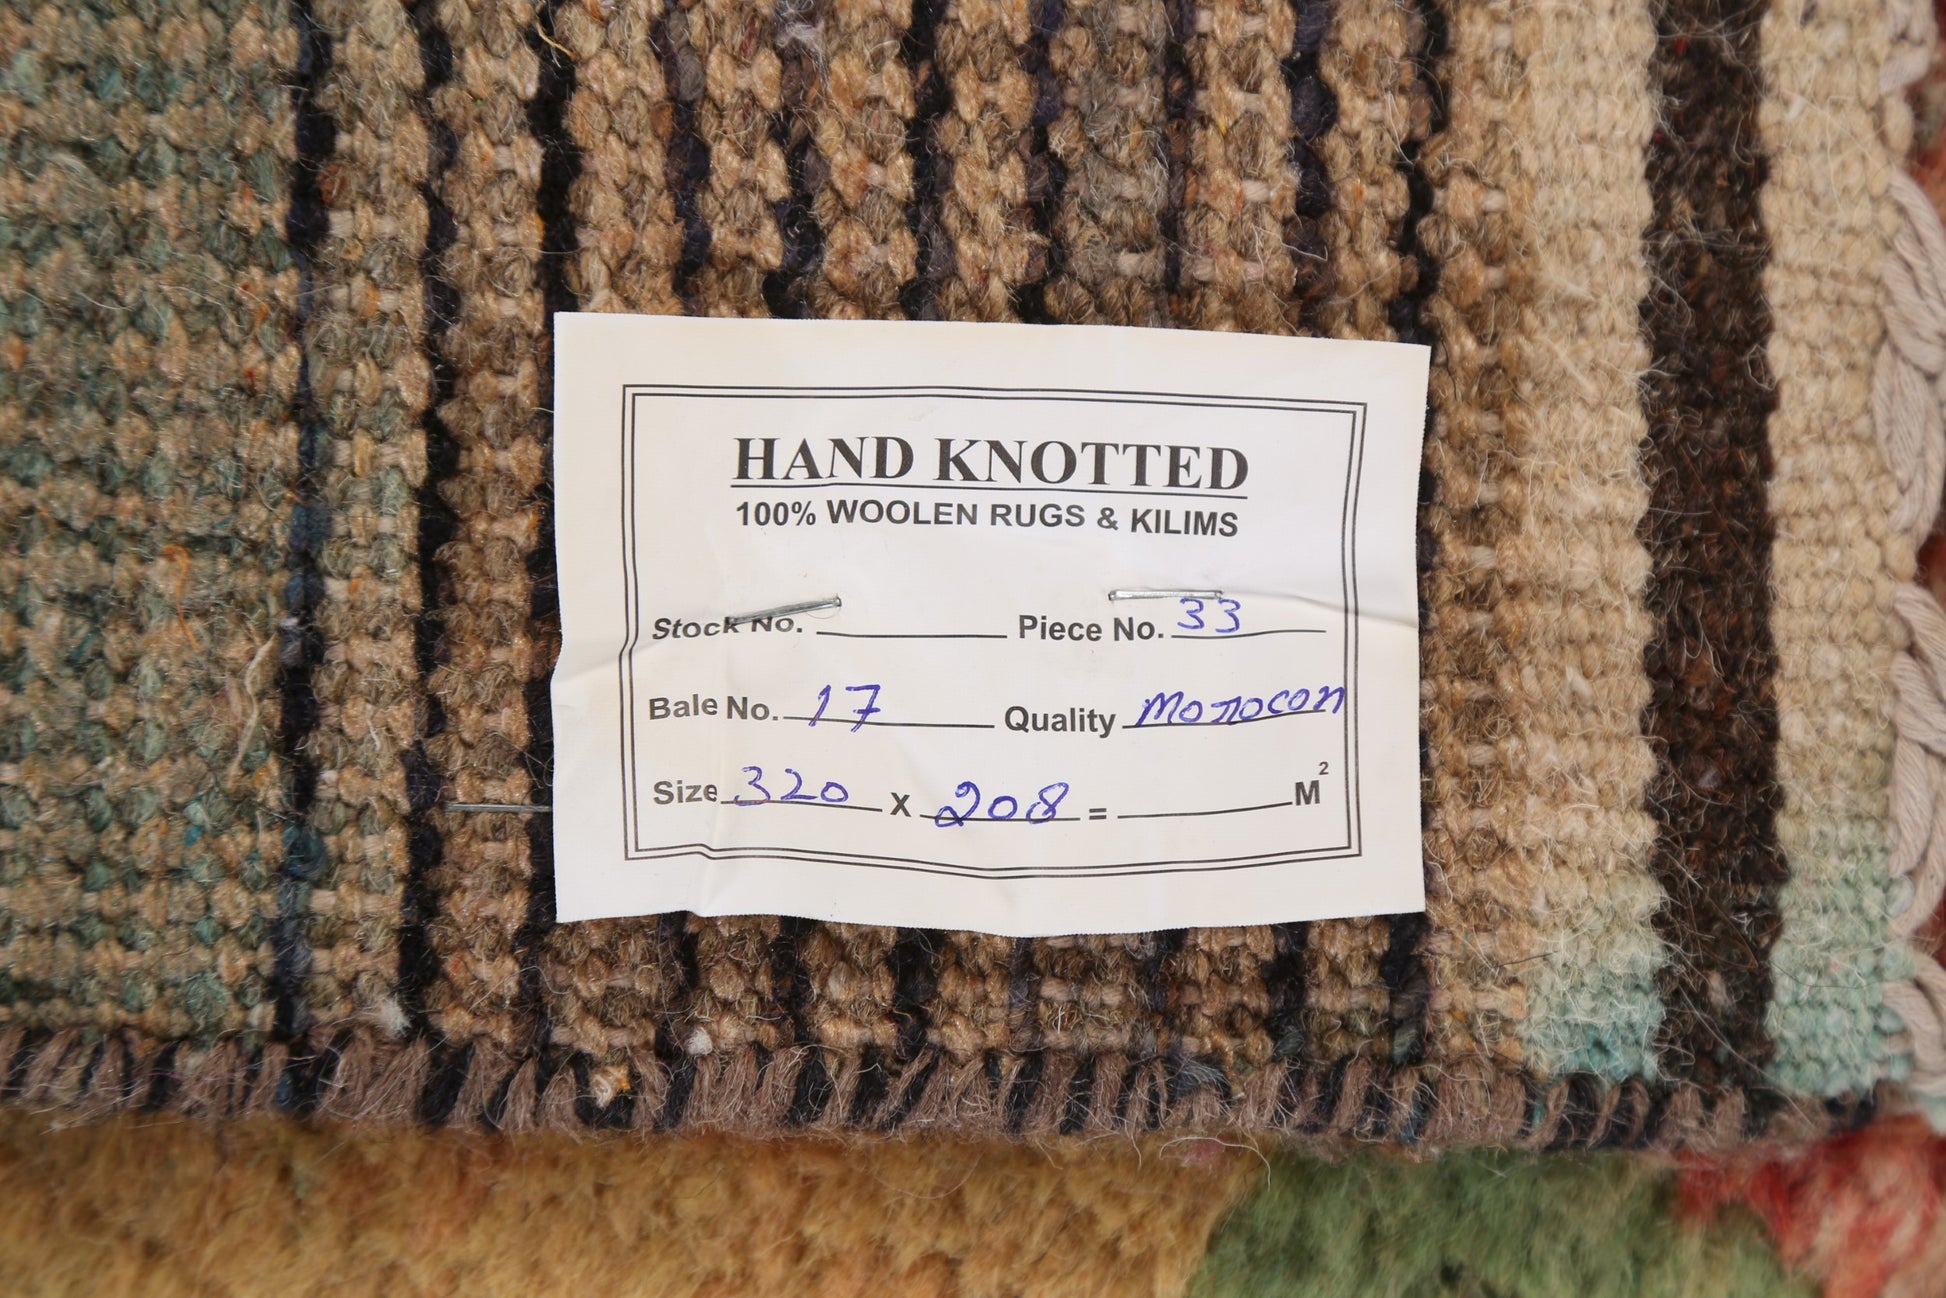 HAND KNOTTED
100% WOOLEN RUGS & KILIMS
Stock No. Piece No. 33
Bale No. 17 Quality Morocon
Size 320 X 208 = M²